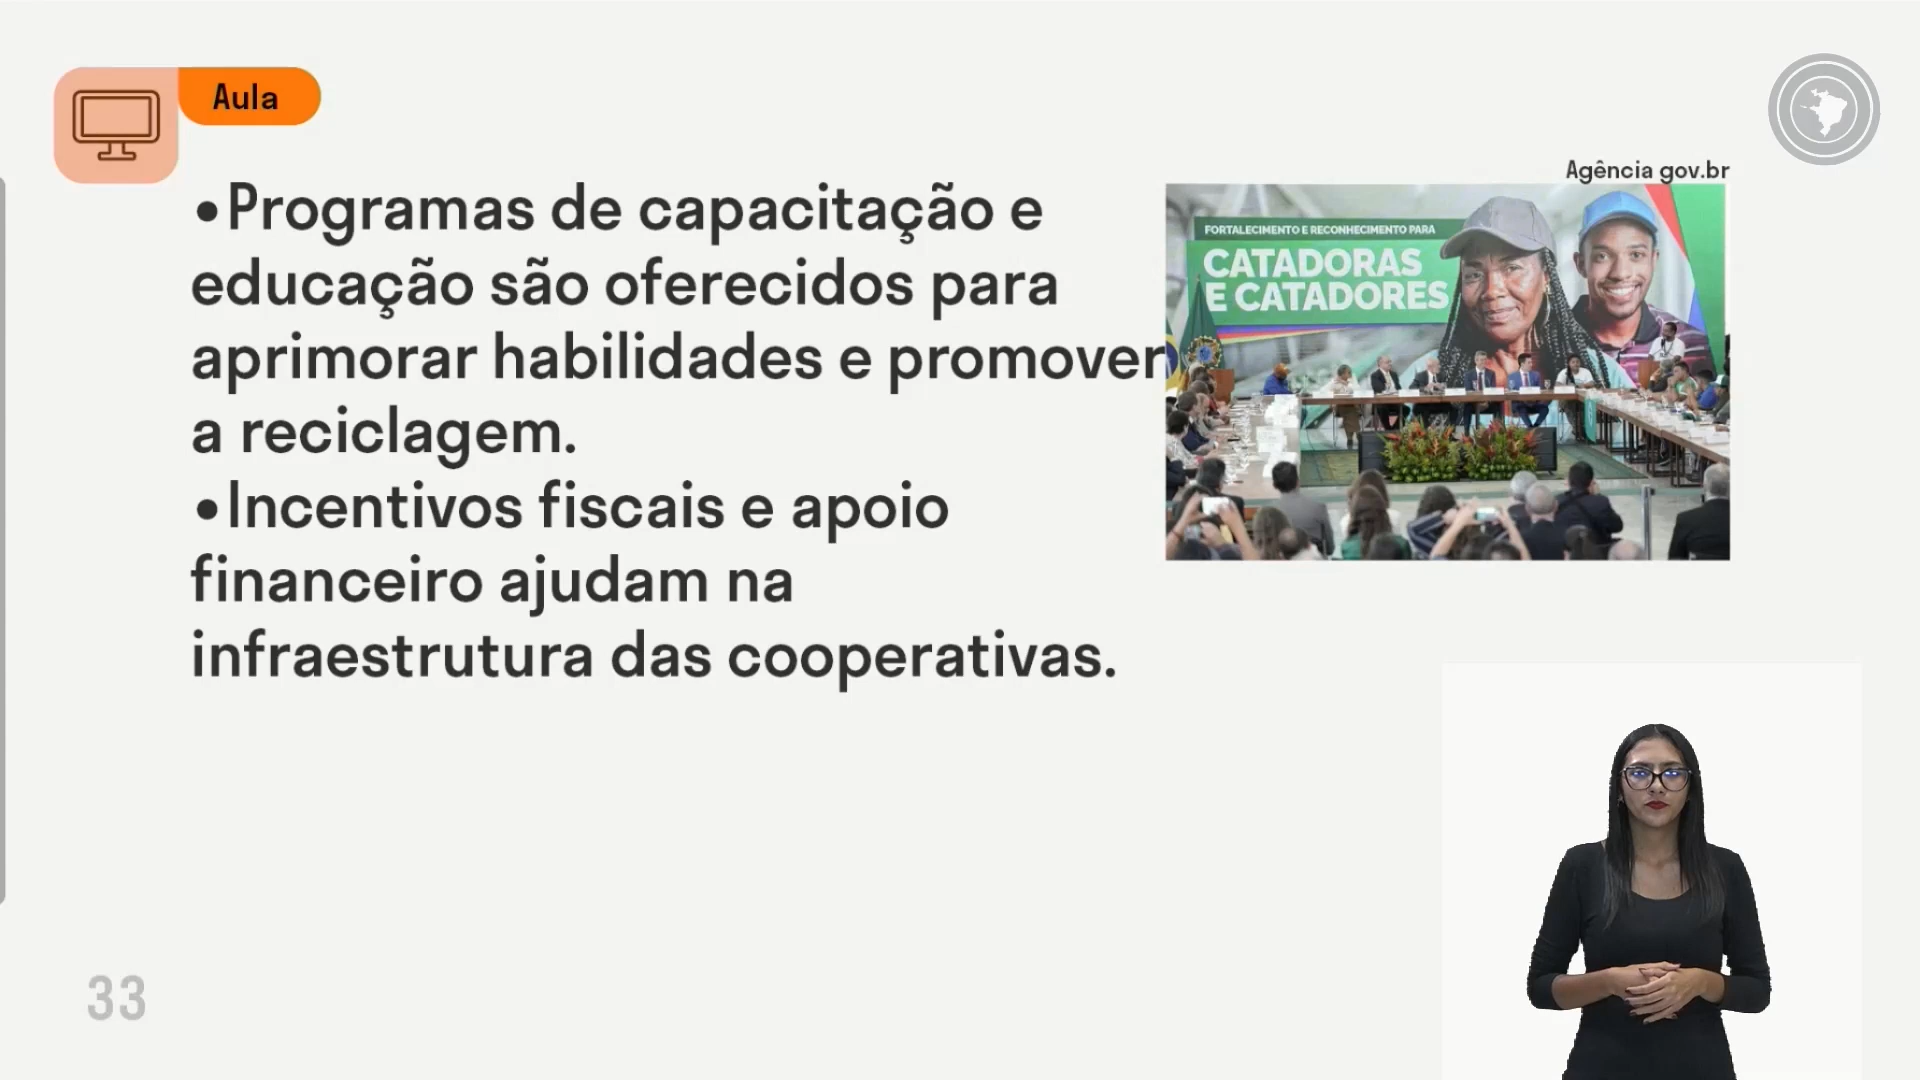 Aula
Agência gov.br
•Programas de capacitação e
educação são oferecidos para
aprimorar habilidades e promover
a reciclagem.
•Incentivos fiscais e apoio
financeiro ajudam na
infraestrutura das cooperativas.
FORTALECIMENTO E RECONHECIMENTO PARA
CATADORAS
E CATADORES
33